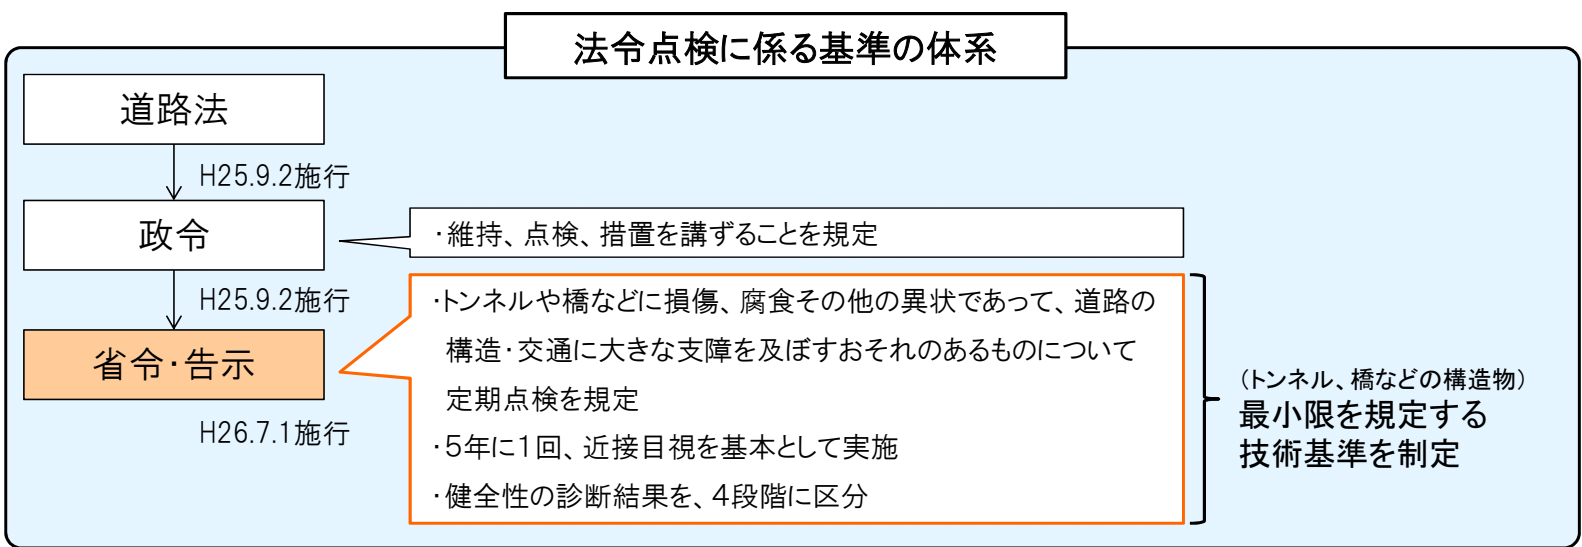 法令点検に係る基準の体系
道路法
H25.9.2施行
政令
・維持、点検、措置を講ずることを規定
H25.9.2施行
省令・告示
H26.7.1施行
・トンネルや橋などに損傷、腐食その他の異状であって、道路の
構造・交通に大きな支障を及ぼすおそれのあるものについて
定期点検を規定
・5年に1回、近接目視を基本として実施
・健全性の診断結果を、4段階に区分
(トンネル、橋などの構造物)
最小限を規定する
技術基準を制定